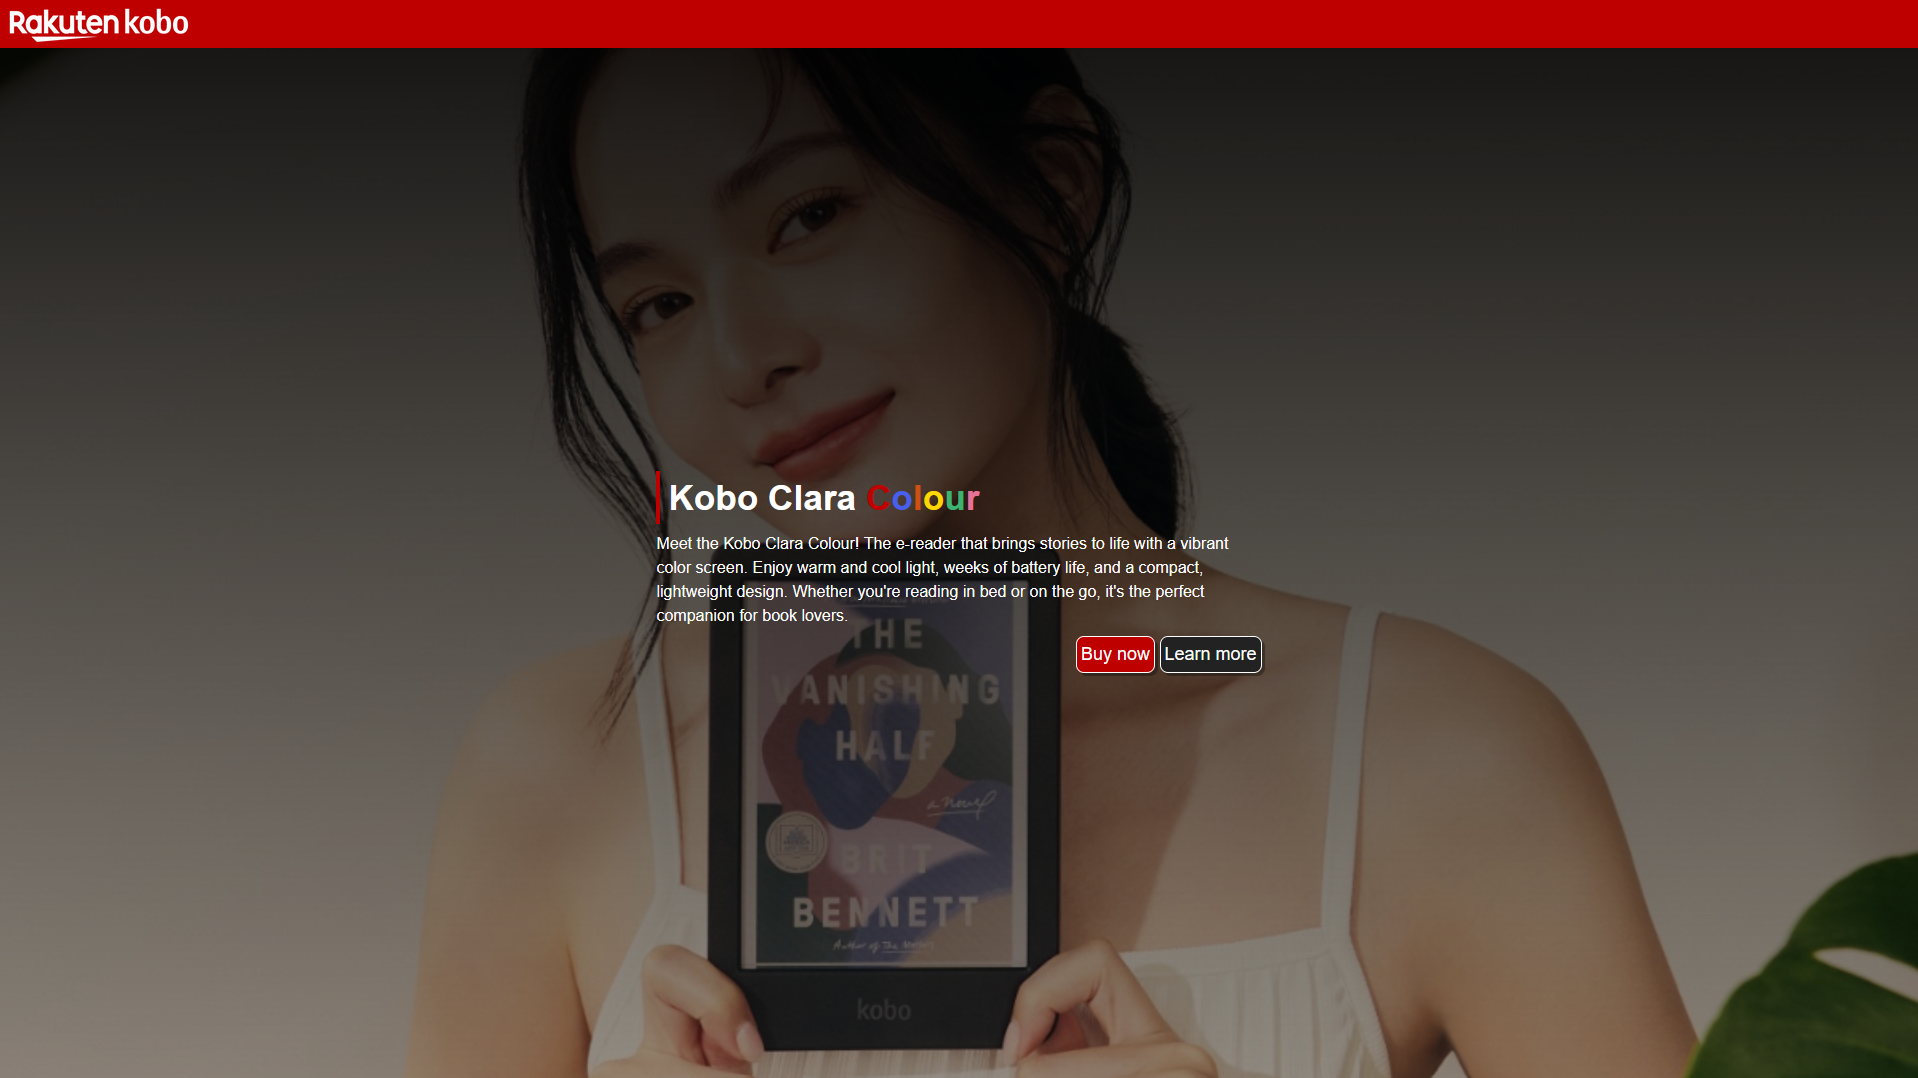 Rakuten kobo
Kobo Clara Colour
Meet the Kobo Clara Colour! The e-reader that brings stories to life with a vibrant
color screen. Enjoy warm and cool light, weeks of battery life, and a compact,
lightweight design. Whether you're reading in bed or on the go, it's the perfect
companion for book lovers.
Buy now Learn more
THE
VANISHING
HALF
a novel
BRIT
BENNETT
Author of The Mothers
kobo